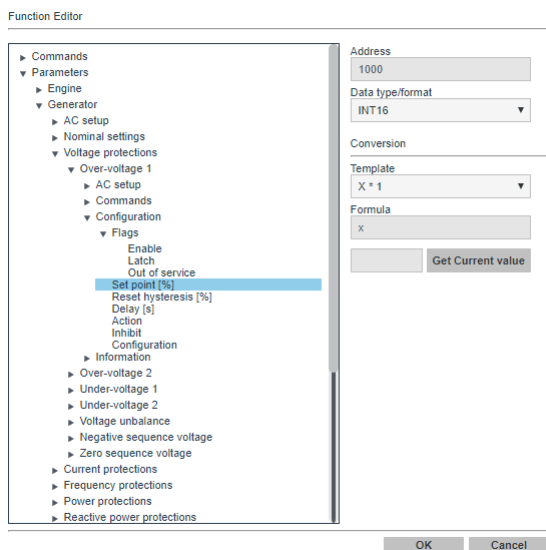 Function Editor
Commands
Parameters
Engine
Generator
AC setup
Nominal settings
Voltage protections
Over-voltage 1
AC setup
Commands
Configuration
Flags
Enable
Latch
Out of service
Set point [%]
Reset hysteresis [%]
Delay [s]
Action
Inhibit
Configuration
Information
Over-voltage 2
Under-voltage 1
Under-voltage 2
Voltage unbalance
Negative sequence voltage
Zero sequence voltage
Current protections
Frequency protections
Power protections
Reactive power protections
Address
1000
Data type/format
INT16
Conversion
Template
X * 1
Formula
x
Get Current value
OK Cancel